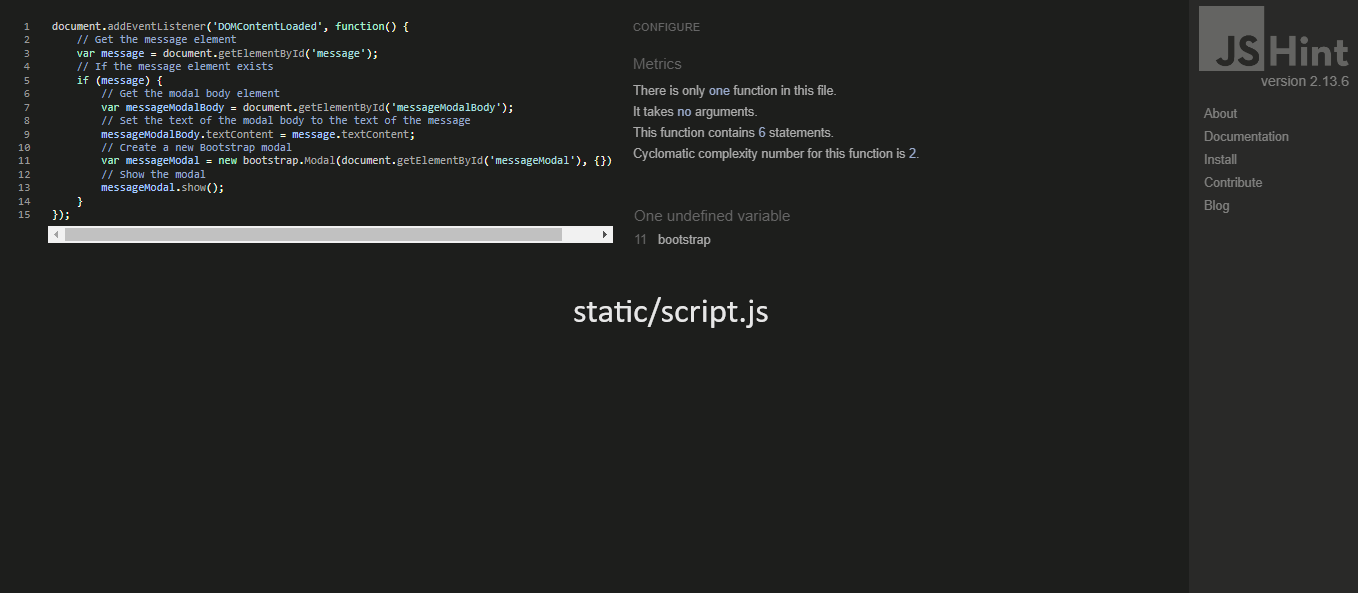 1 document.addEventListener('DOMContentLoaded', function() {
2 // Get the message element
3 var message = document.getElementById('message');
4 // If the message element exists
5 if (message) {
6 // Get the modal body element
7 var messageModalBody = document.getElementById('messageModalBody');
8 // Set the text of the modal body to the text of the message
9 messageModalBody.textContent = message.textContent;
10 // Create a new Bootstrap modal
11 var messageModal = new bootstrap.Modal(document.getElementById('messageModal'), {})
12 // Show the modal
13 messageModal.show();
14 }
15 });
CONFIGURE
Metrics
There is only one function in this file.
It takes no arguments.
This function contains 6 statements.
Cyclomatic complexity number for this function is 2.
One undefined variable
11 bootstrap
static/script.js
JSHint
version 2.13.6
About
Documentation
Install
Contribute
Blog